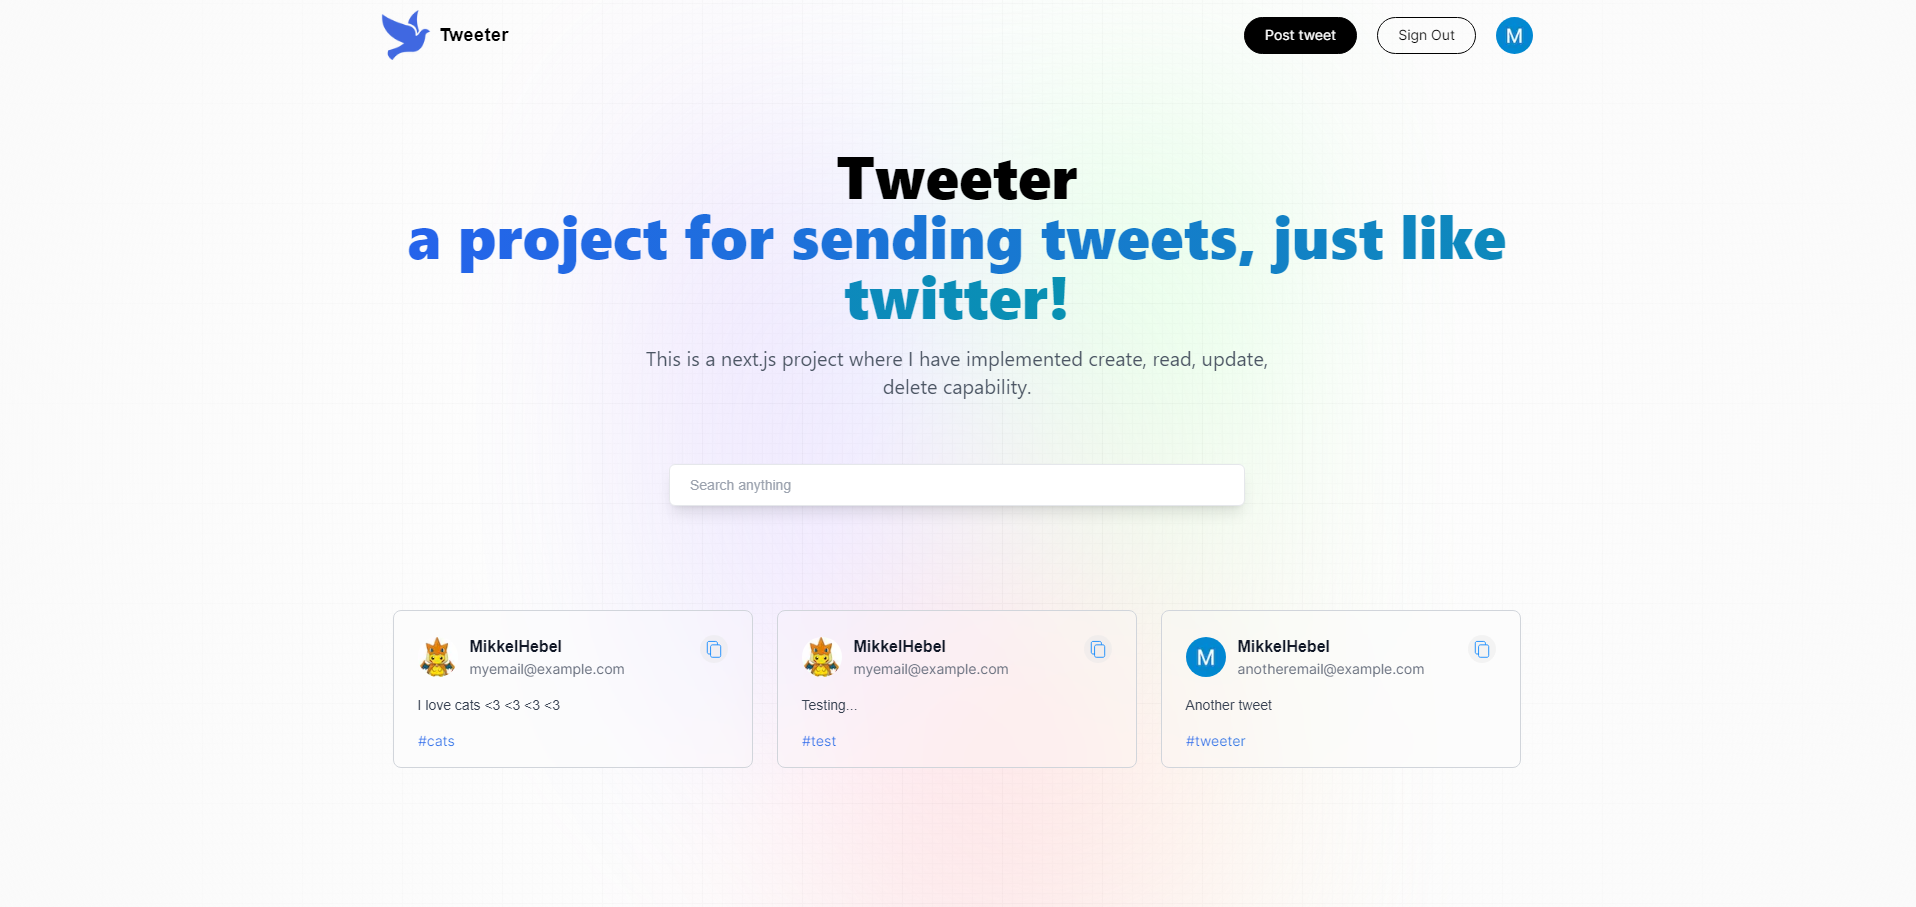 Tweeter
Post tweet
Sign Out
M
Tweeter
a project for sending tweets, just like
twitter!
This is a next.js project where I have implemented create, read, update,
delete capability.
Search anything
MikkelHebel
myemail@example.com
I love cats <3 <3 <3 <3
#cats
MikkelHebel
myemail@example.com
Testing...
#test
M
MikkelHebel
anotheremail@example.com
Another tweet
#tweeter